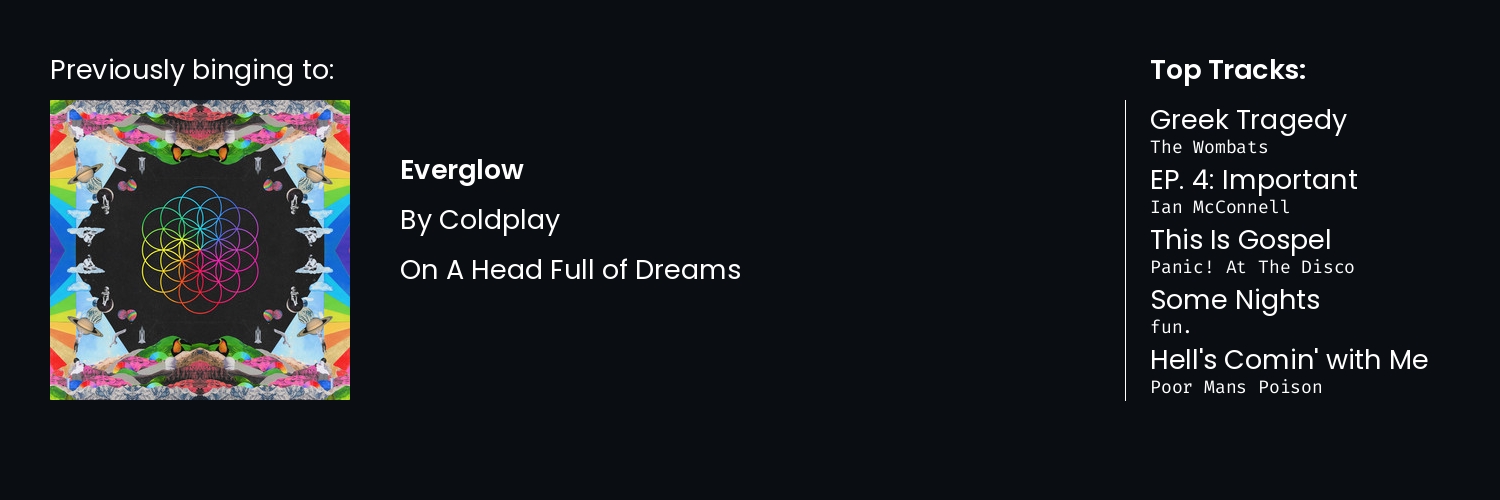 Previously binging to:
Everglow
By Coldplay
On A Head Full of Dreams
Top Tracks:
Greek Tragedy
The Wombats
EP. 4: Important
Ian McConnell
This Is Gospel
Panic! At The Disco
Some Nights
fun.
Hell's Comin' with Me
Poor Mans Poison